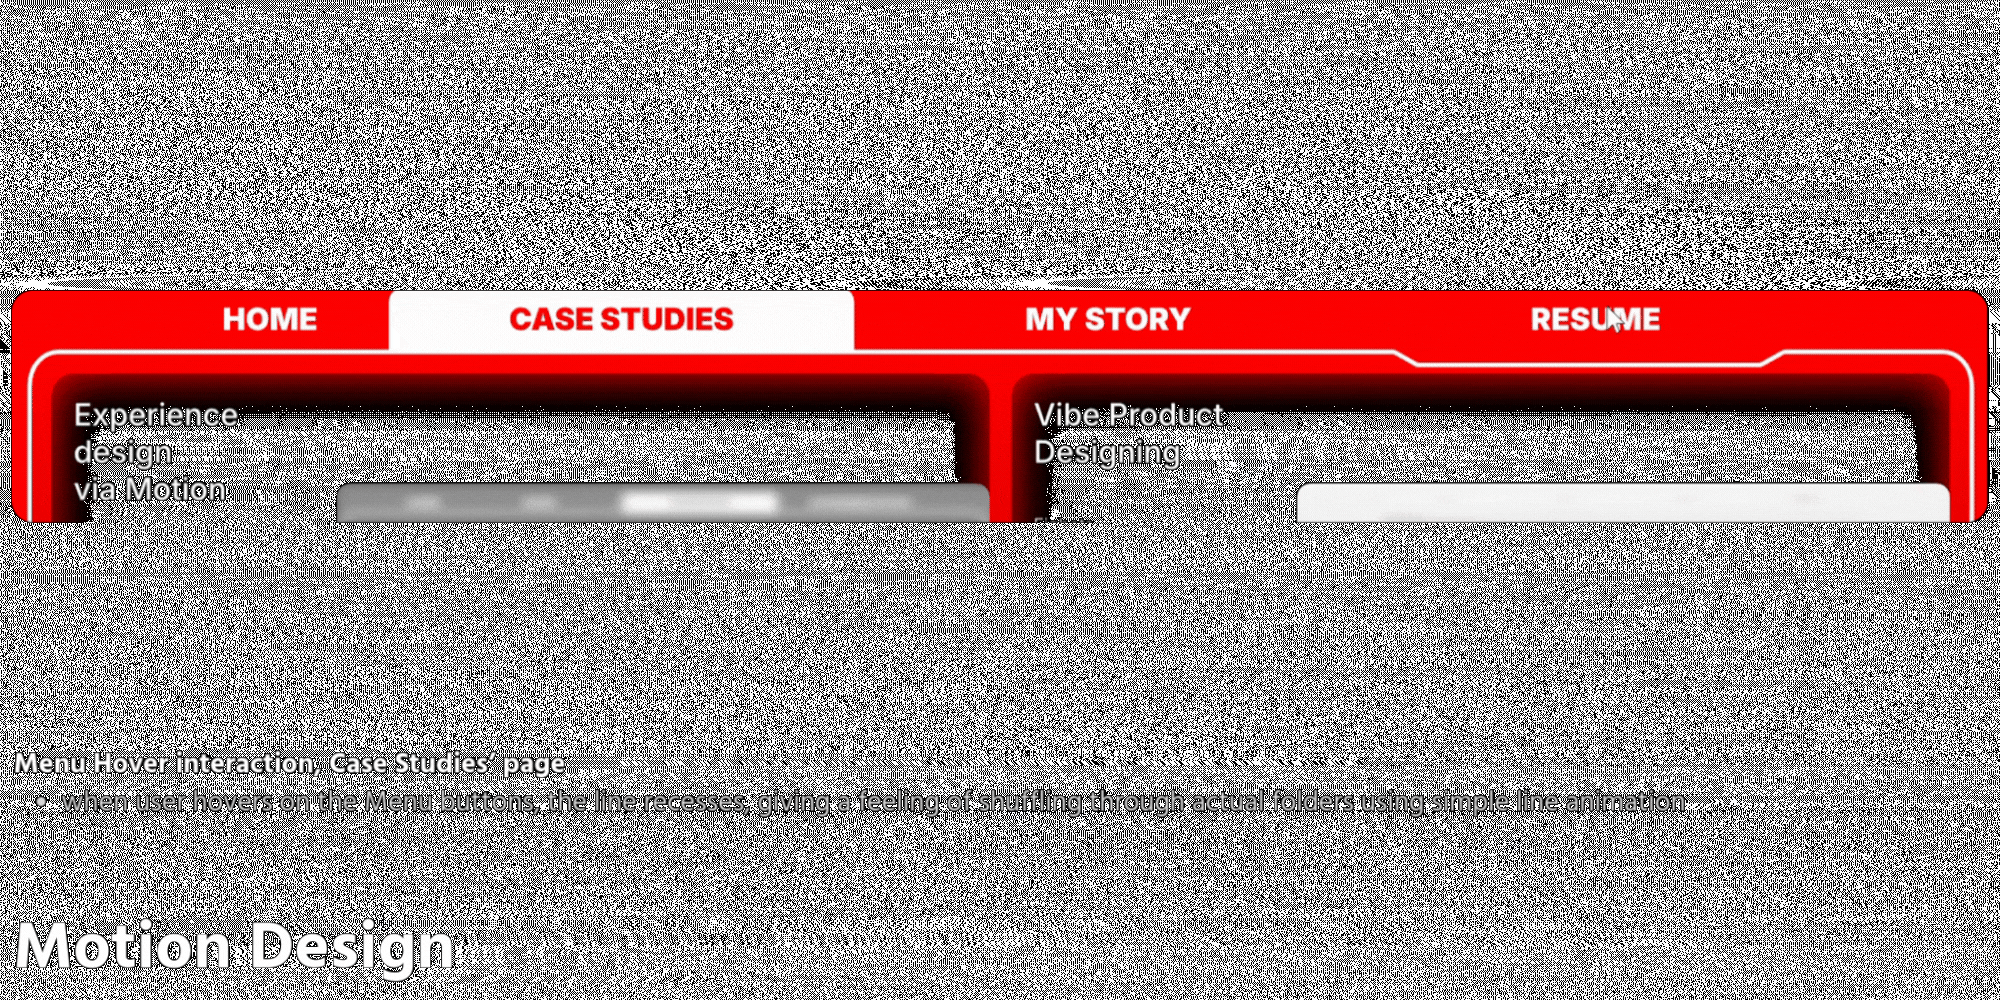 HOME CASE STUDIES MY STORY RESUME
Experience
design
via Motion
Vibe Product
Designing
Menu Hover interaction, 'Case Studies' page
• when user hovers on the Menu buttons, the line recesses, giving a feeling of shuffling through actual folders using simple line animation
Motion Design